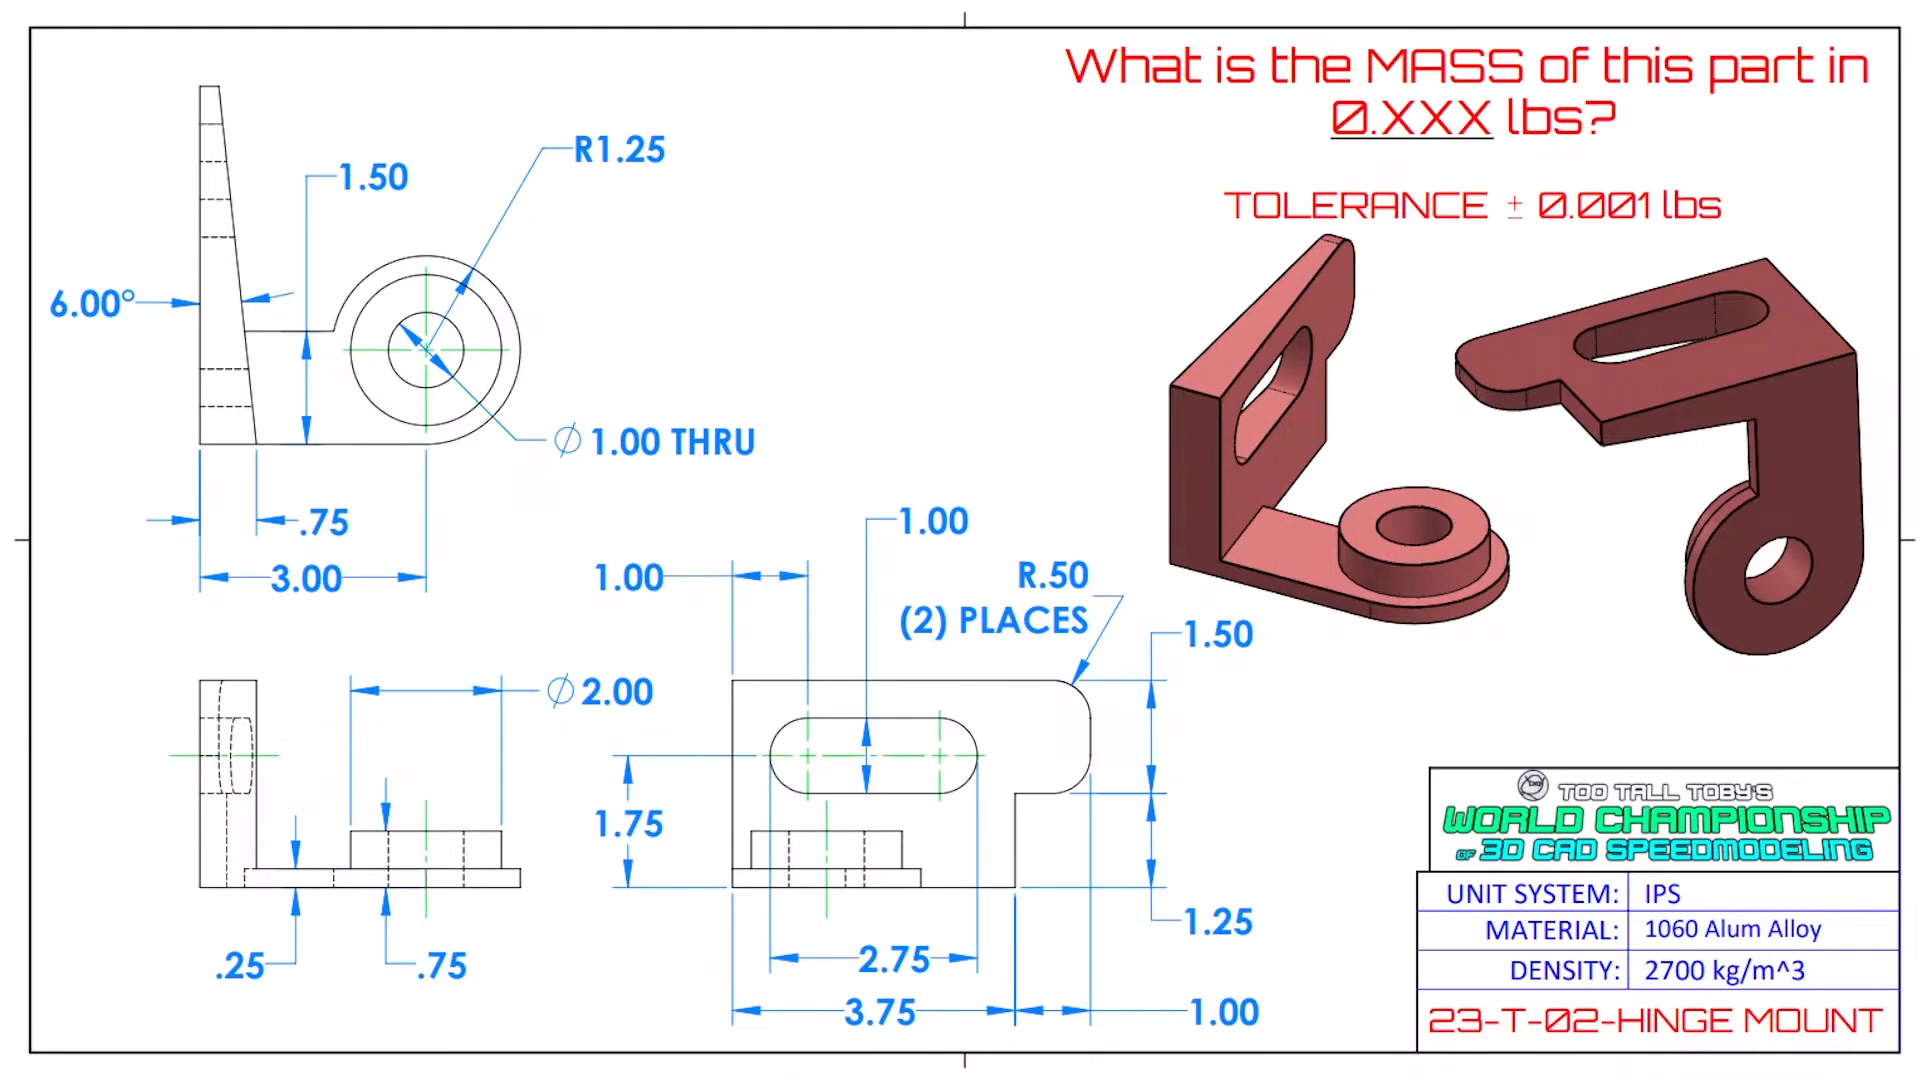 What is the MASS of this part in
0.XXX lbs?
TOLERANCE ± 0.001 lbs
R1.25
1.50
6.00°
∅ 1.00 THRU
.75
3.00
1.00
1.00
R.50
(2) PLACES
1.50
∅ 2.00
1.75
.25
.75
2.75
1.25
3.75
1.00
TOO TALL TOBY'S
WORLD CHAMPIONSHIP
OF 3D CAD SPEEDMODELING
UNIT SYSTEM: IPS
MATERIAL: 1060 Alum Alloy
DENSITY: 2700 kg/m^3
23-T-02-HINGE MOUNT